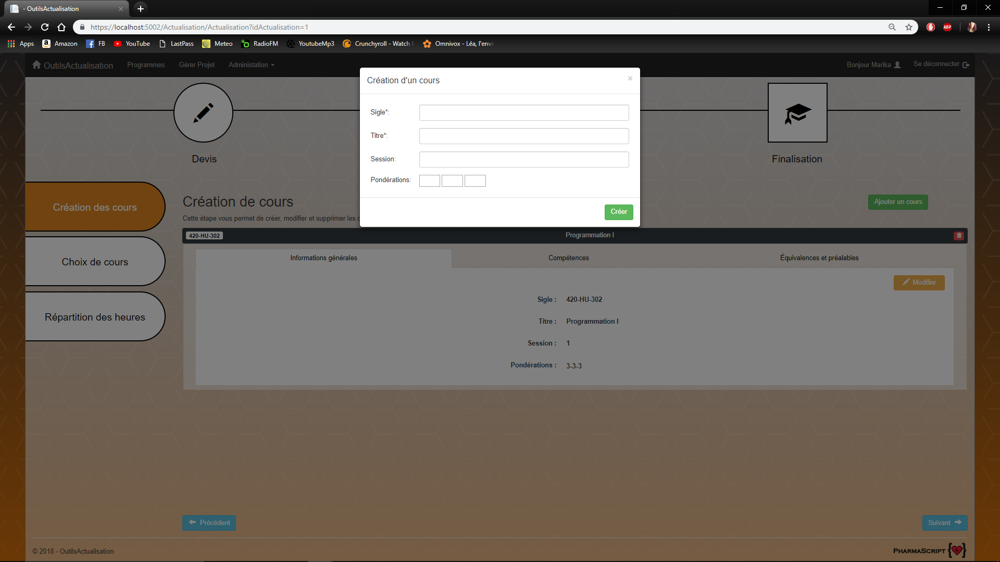 - OutilsActualisation
https://localhost:5002/Actualisation/Actualisation?idActualisation=1
ABP
Apps Amazon FB YouTube LastPass Meteo RadioFM YoutubeMp3 Crunchyroll - Watch Omnivox - Léa, l'envi
OutilsActualisation Programmes Gérer Projet Administation Bonjour Marika Se déconnecter
Création d'un cours ×
Sigle*:
Titre*:
Session:
Pondérations:
Créer
Devis
Finalisation
Création des cours
Choix de cours
Répartition des heures
Création de cours
Ajouter un cours
Cette étape vous permet de créer, modifier et supprimer les
420-HU-302 Programmation I
Informations générales Compétences Équivalences et préalables
Modifier
Sigle : 420-HU-302
Titre : Programmation I
Session : 1
Pondérations : 3-3-3
Précédent Suivant
© 2018 - OutilsActualisation
PharmaScript {}